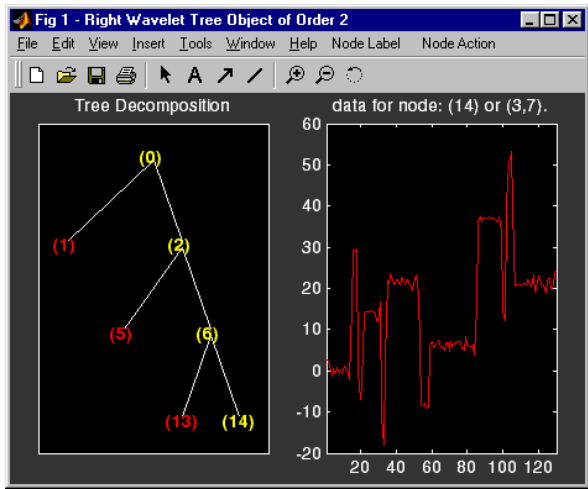 Fig 1 - Right Wavelet Tree Object of Order 2
File Edit View Insert Tools Window Help Node Label Node Action
A
Tree Decomposition
(0)
(1)
(2)
(5)
(6)
(13)
(14)
data for node: (14) or (3,7).
60
50
40
30
20
10
0
-10
-20
20 40 60 80 100 120